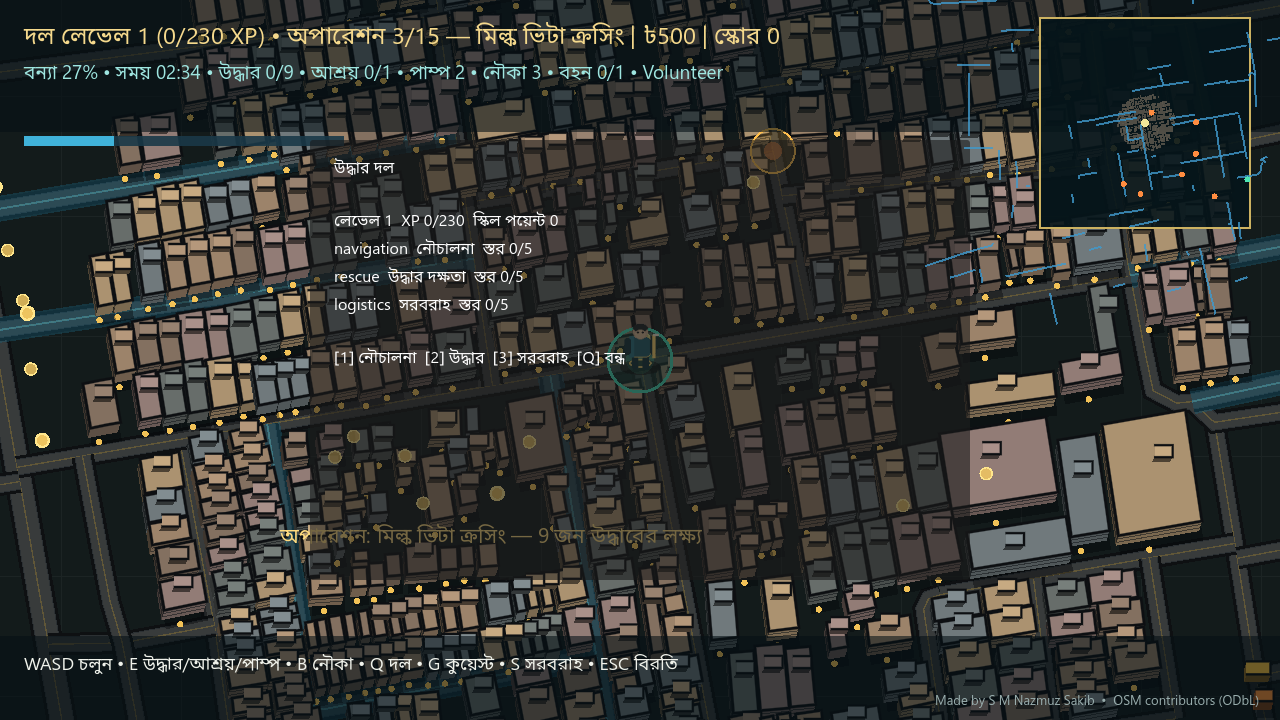 দল লেভেল 1 (0/230 XP) • অপারেশন 3/15 — মিল্ক ভিটা ক্রসিং | ৳500 | স্কোর 0
বন্যা 27% • সময় 02:34 • উদ্ধার 0/9 • আশ্রয় 0/1 • পাম্প 2 • নৌকা 3 • বহন 0/1 • Volunteer
উদ্ধার দল
লেভেল 1 XP 0/230 স্কিল পয়েন্ট 0
navigation নৌচালনা স্তর 0/5
rescue উদ্ধার দক্ষতা স্তর 0/5
logistics সরবরাহ স্তর 0/5
[1] নৌচালনা [2] উদ্ধার [3] সরবরাহ [Q] বন্ধ
অপারেশন: মিল্ক ভিটা ক্রসিং — 9 জন উদ্ধারের লক্ষ্য
WASD চলুন • E উদ্ধার/আশ্রয়/পাম্প • B নৌকা • Q দল • G কুয়েস্ট • S সরবরাহ • ESC বিরতি
Made by S M Nazmuz Sakib • OSM contributors (ODbL)